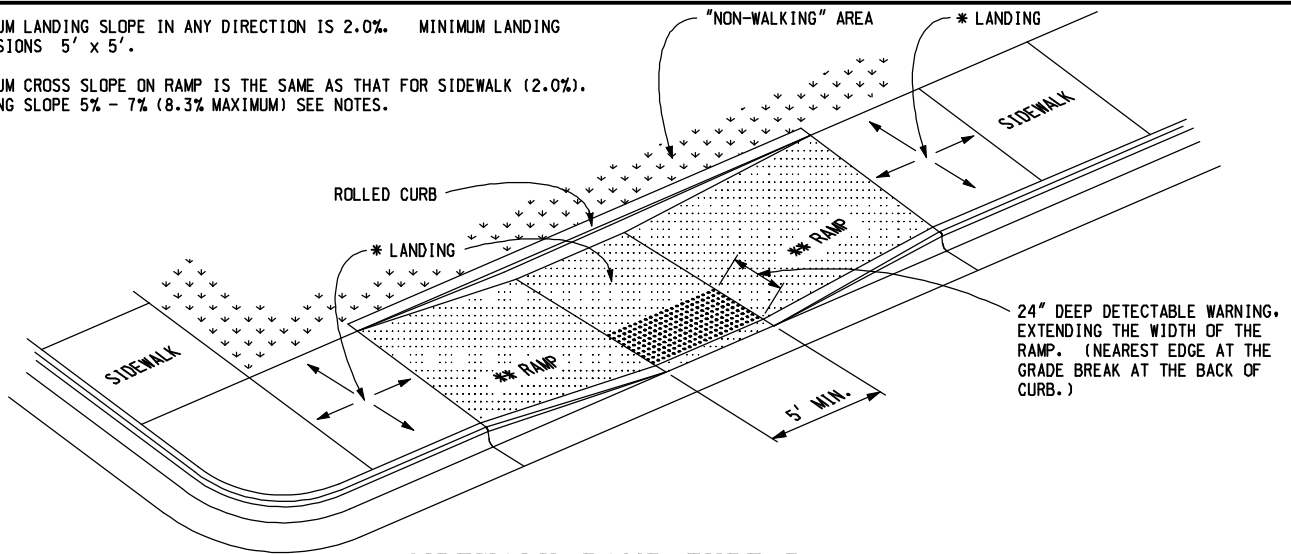 UM LANDING SLOPE IN ANY DIRECTION IS 2.0%. MINIMUM LANDING
SIONS 5' x 5'.
UM CROSS SLOPE ON RAMP IS THE SAME AS THAT FOR SIDEWALK (2.0%).
NG SLOPE 5% - 7% (8.3% MAXIMUM) SEE NOTES.
"NON-WALKING" AREA
* LANDING
SIDEWALK
ROLLED CURB
* LANDING
** RAMP
24" DEEP DETECTABLE WARNING,
EXTENDING THE WIDTH OF THE
RAMP. (NEAREST EDGE AT THE
GRADE BREAK AT THE BACK OF
CURB.)
SIDEWALK
** RAMP
5' MIN.